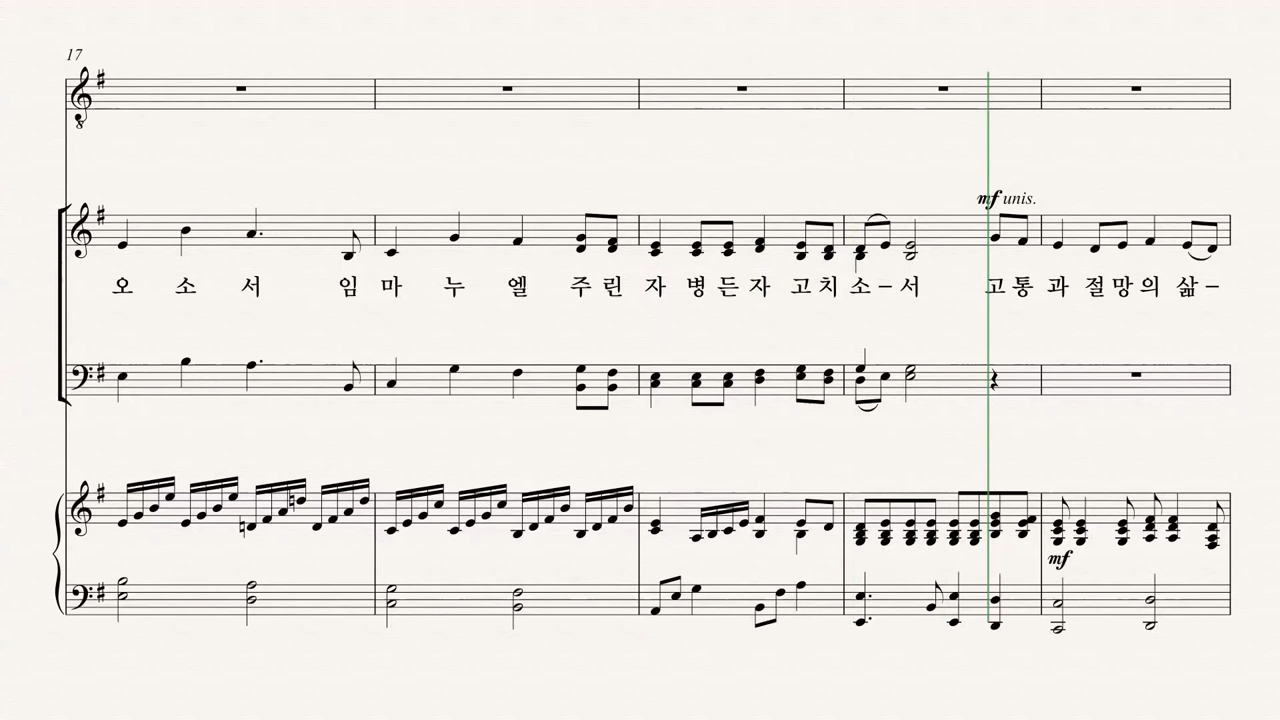 17
mf unis.
오 소 서 임 마 누 엘 주 린 자 병 든 자 고 치 소 – 서 고 통 과 절 망 의 삶 –
mf